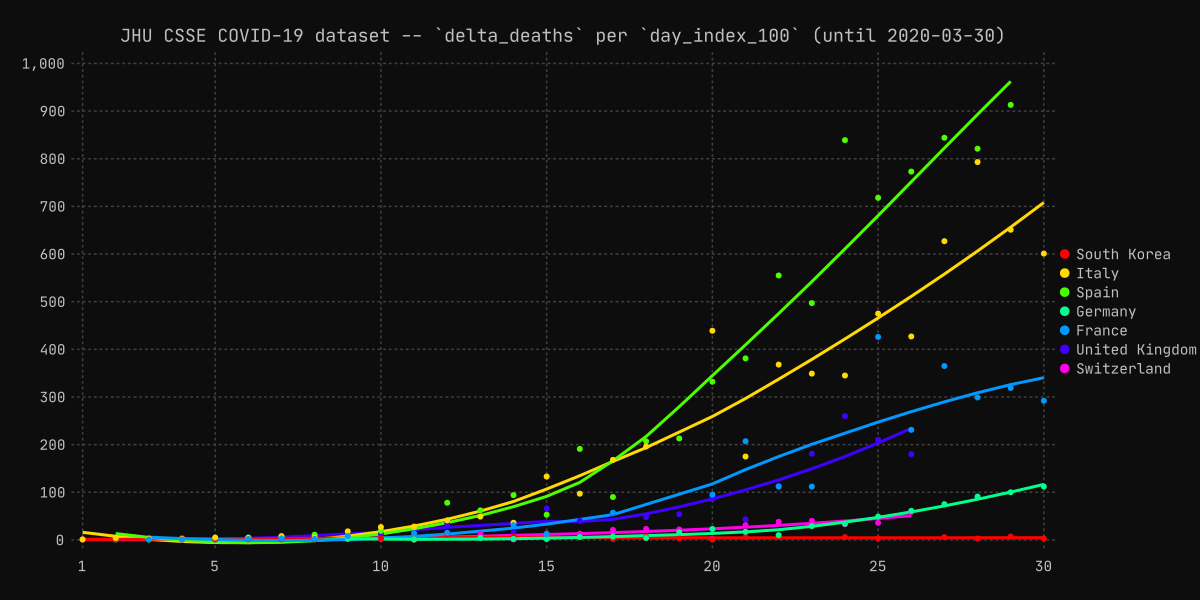 JHU CSSE COVID-19 dataset -- `delta_deaths` per `day_index_100` (until 2020-03-30)
1,000
900
800
700
600
500
400
300
200
100
0
1 5 10 15 20 25 30
South Korea
Italy
Spain
Germany
France
United Kingdom
Switzerland